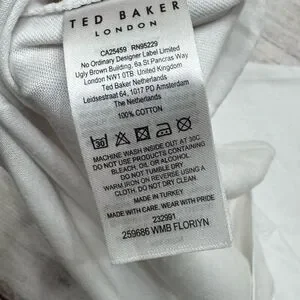 TED BAKER
LONDON
CA25459 RN95229
No Ordinary Designer Label Limited
Ugly Brown Building, 6a St Pancras Way
London NW1 0TB United Kingdom
Ted Baker The Netherlands
Leidsestraat 64, 1017 PD Amsterdam
The Netherlands
100% COTTON
30
MACHINE WASH INSIDE OUT AT 30C
DO NOT USE PRODUCTS CONTAINING
BLEACH, OIL OR ALCOHOL
DO NOT TUMBLE DRY
WARM IRON ON REVERSE USING A
CLOTH. DO NOT DRY CLEAN
MADE IN TURKEY
MADE WITH CARE. WEAR WITH PRIDE
232991
259686 WMB FLORIYN